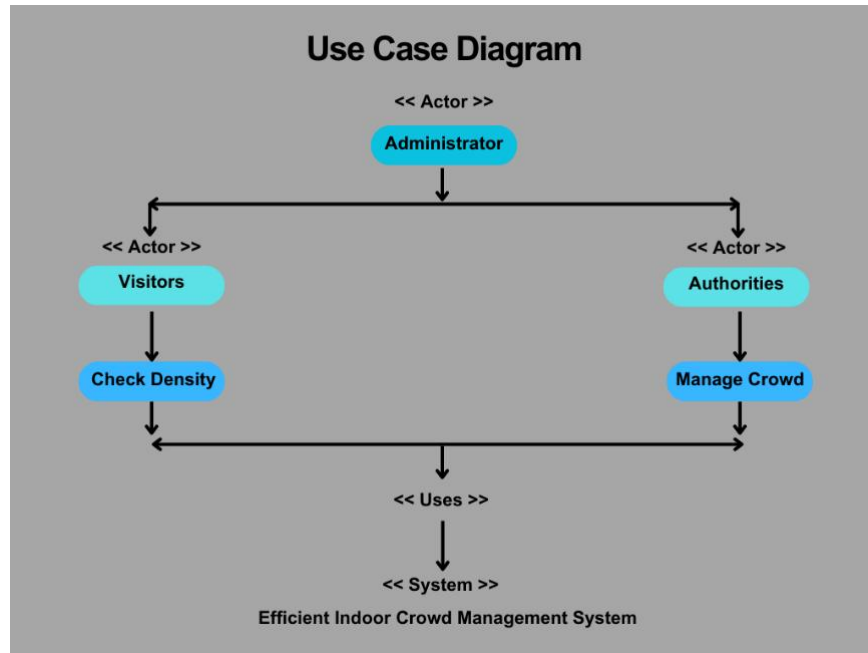 Use Case Diagram
<< Actor >>
Administrator
<< Actor >>
Visitors
<< Actor >>
Authorities
Check Density
Manage Crowd
<< Uses >>
<< System >>
Efficient Indoor Crowd Management System